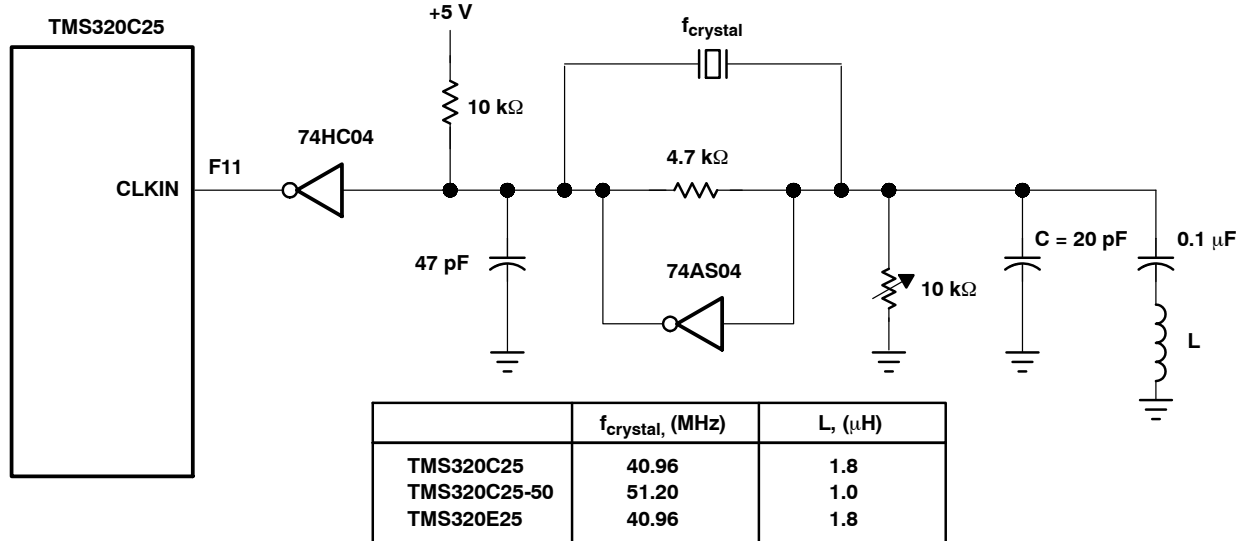 +5 V
TMS320C25
fcrystal
10 kΩ
74HC04
4.7 kΩ
F11
CLKIN
C = 20 pF
0.1 μF
47 pF
74AS04
10 kΩ
L
fcrystal, (MHz) L, (μH)
TMS320C25 40.96 1.8
TMS320C25-50 51.20 1.0
TMS320E25 40.96 1.8